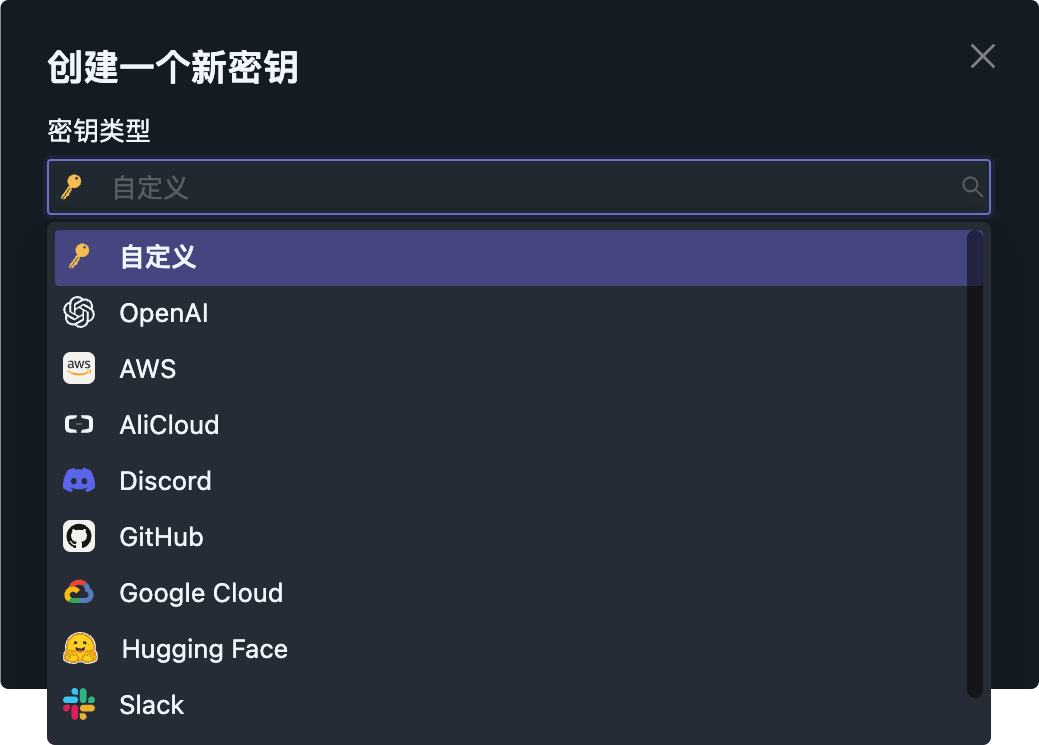 创建一个新密钥
密钥类型
自定义
自定义
OpenAI
aws
AWS
AliCloud
Discord
GitHub
Google Cloud
Hugging Face
Slack